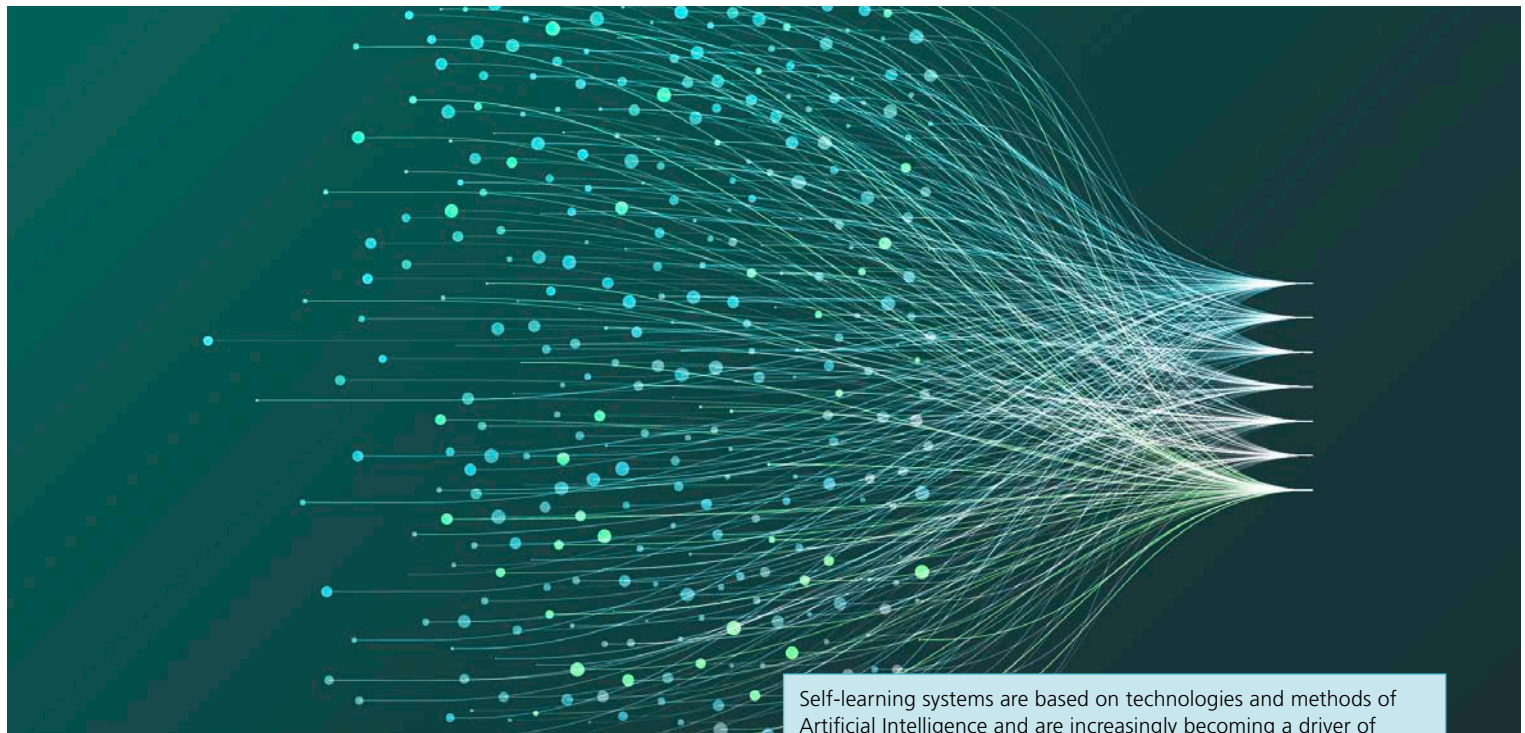 Self-learning systems are based on technologies and methods of
Artificial Intelligence and are increasingly becoming a driver of